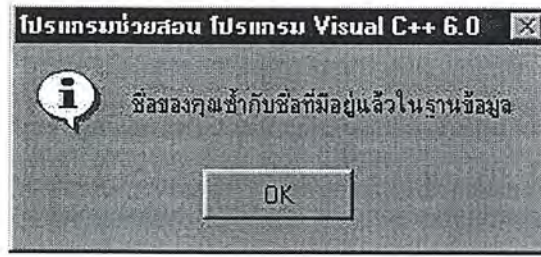 โปรแกรมช่วยสอน โปรแกรม Visual C++ 6.0
ชื่อของคุณซ้ำกับชื่อที่มีอยู่แล้วในฐานข้อมูล
OK